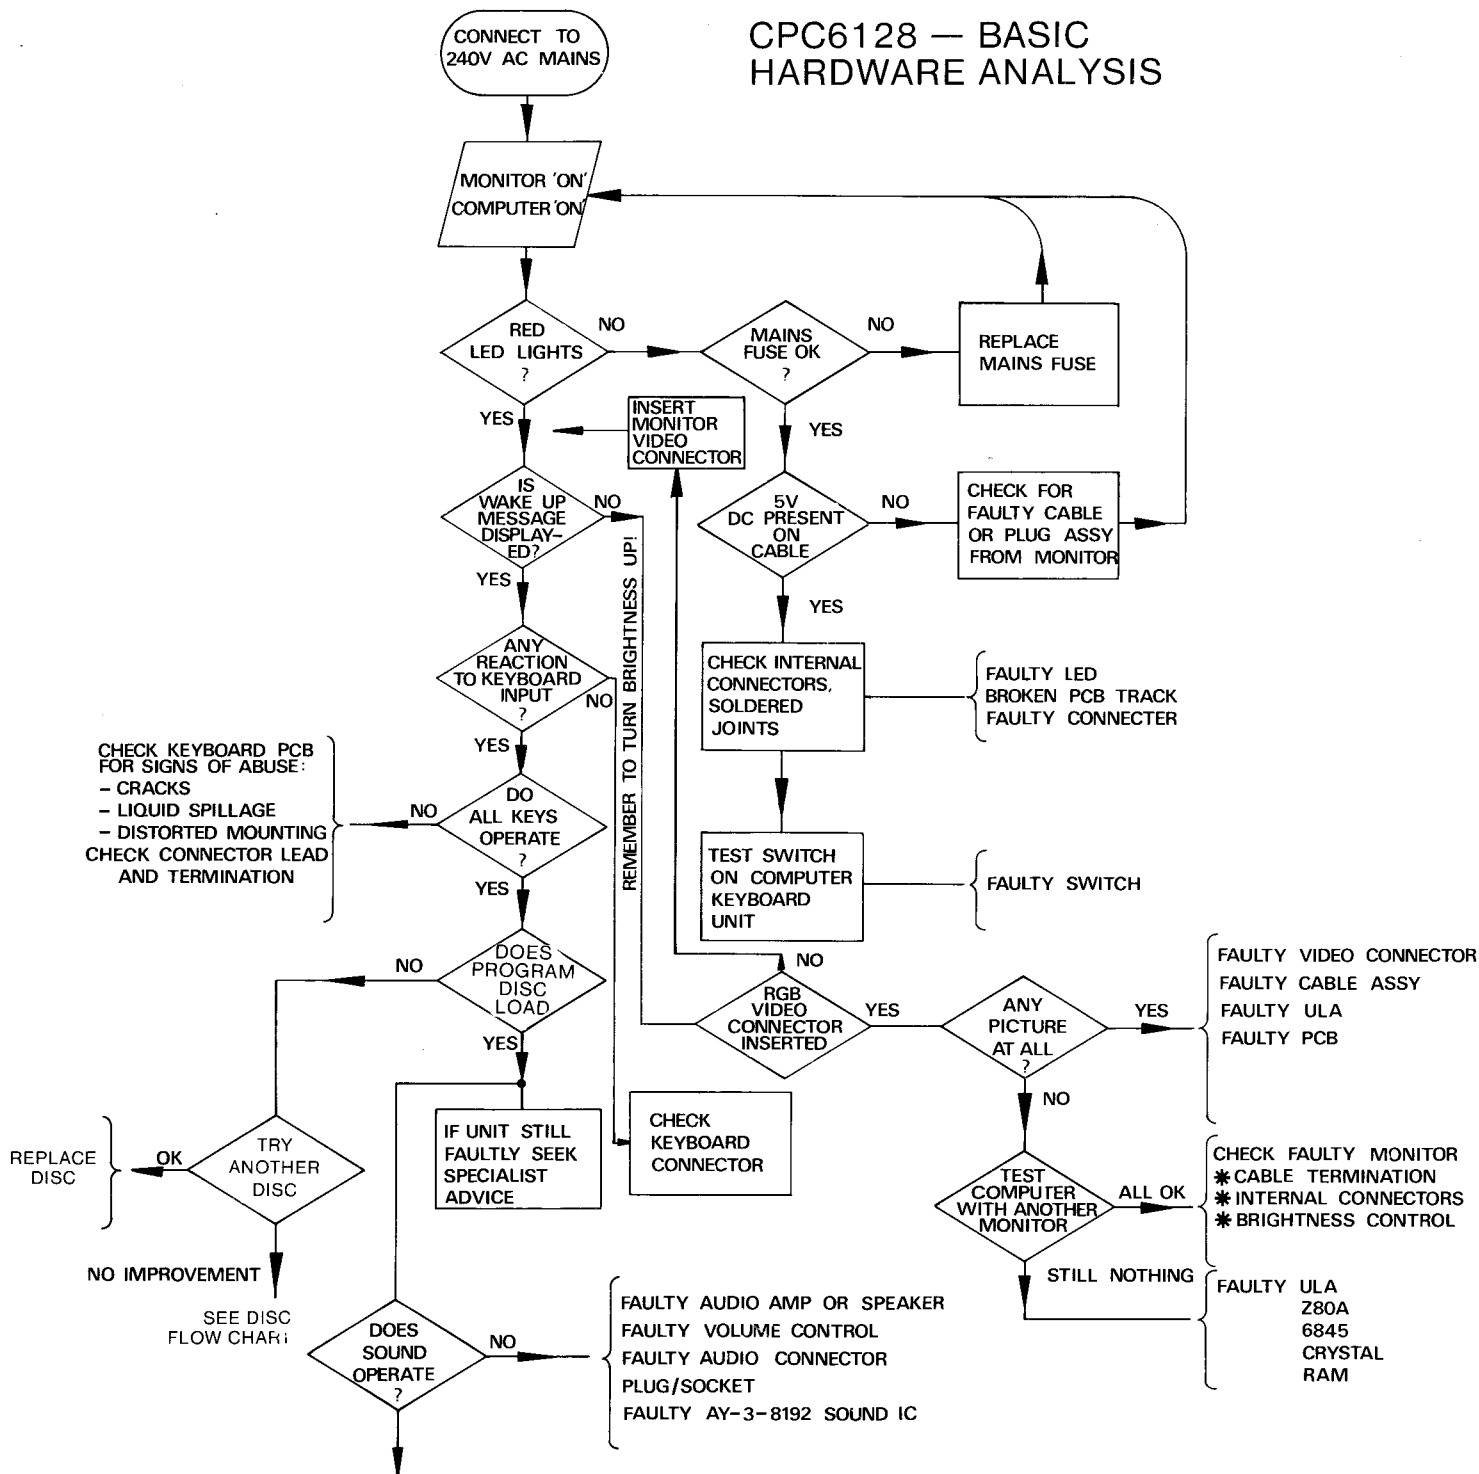 CPC6128 — BASIC
HARDWARE ANALYSIS
CONNECT TO
240V AC MAINS
MONITOR 'ON'
COMPUTER 'ON'
RED
LED LIGHTS
?
NO
YES
MAINS
FUSE OK
?
NO
YES
REPLACE
MAINS FUSE
INSERT
MONITOR
VIDEO
CONNECTOR
IS
WAKE UP
MESSAGE
DISPLAY-
ED?
NO
YES
5V
DC PRESENT
ON
CABLE
NO
YES
CHECK FOR
FAULTY CABLE
OR PLUG ASSY
FROM MONITOR
REMEMBER TO TURN BRIGHTNESS UP!
ANY
REACTION
TO KEYBOARD
INPUT
?
NO
YES
CHECK INTERNAL
CONNECTORS,
SOLDERED
JOINTS
FAULTY LED
BROKEN PCB TRACK
FAULTY CONNECTER
CHECK KEYBOARD PCB
FOR SIGNS OF ABUSE:
– CRACKS
– LIQUID SPILLAGE
– DISTORTED MOUNTING
CHECK CONNECTOR LEAD
AND TERMINATION
NO
DO
ALL KEYS
OPERATE
?
YES
TEST SWITCH
ON COMPUTER
KEYBOARD
UNIT
FAULTY SWITCH
DOES
PROGRAM
DISC
LOAD
NO
YES
NO
RGB
VIDEO
CONNECTOR
INSERTED
YES
ANY
PICTURE
AT ALL
?
YES
NO
FAULTY VIDEO CONNECTOR
FAULTY CABLE ASSY
FAULTY ULA
FAULTY PCB
REPLACE
DISC
OK
TRY
ANOTHER
DISC
NO IMPROVEMENT
SEE DISC
FLOW CHART
IF UNIT STILL
FAULTLY SEEK
SPECIALIST
ADVICE
CHECK
KEYBOARD
CONNECTOR
TEST
COMPUTER
WITH ANOTHER
MONITOR
ALL OK
CHECK FAULTY MONITOR
* CABLE TERMINATION
* INTERNAL CONNECTORS
* BRIGHTNESS CONTROL
STILL NOTHING
FAULTY ULA
Z80A
6845
CRYSTAL
RAM
DOES
SOUND
OPERATE
?
NO
FAULTY AUDIO AMP OR SPEAKER
FAULTY VOLUME CONTROL
FAULTY AUDIO CONNECTOR
PLUG/SOCKET
FAULTY AY-3-8192 SOUND IC